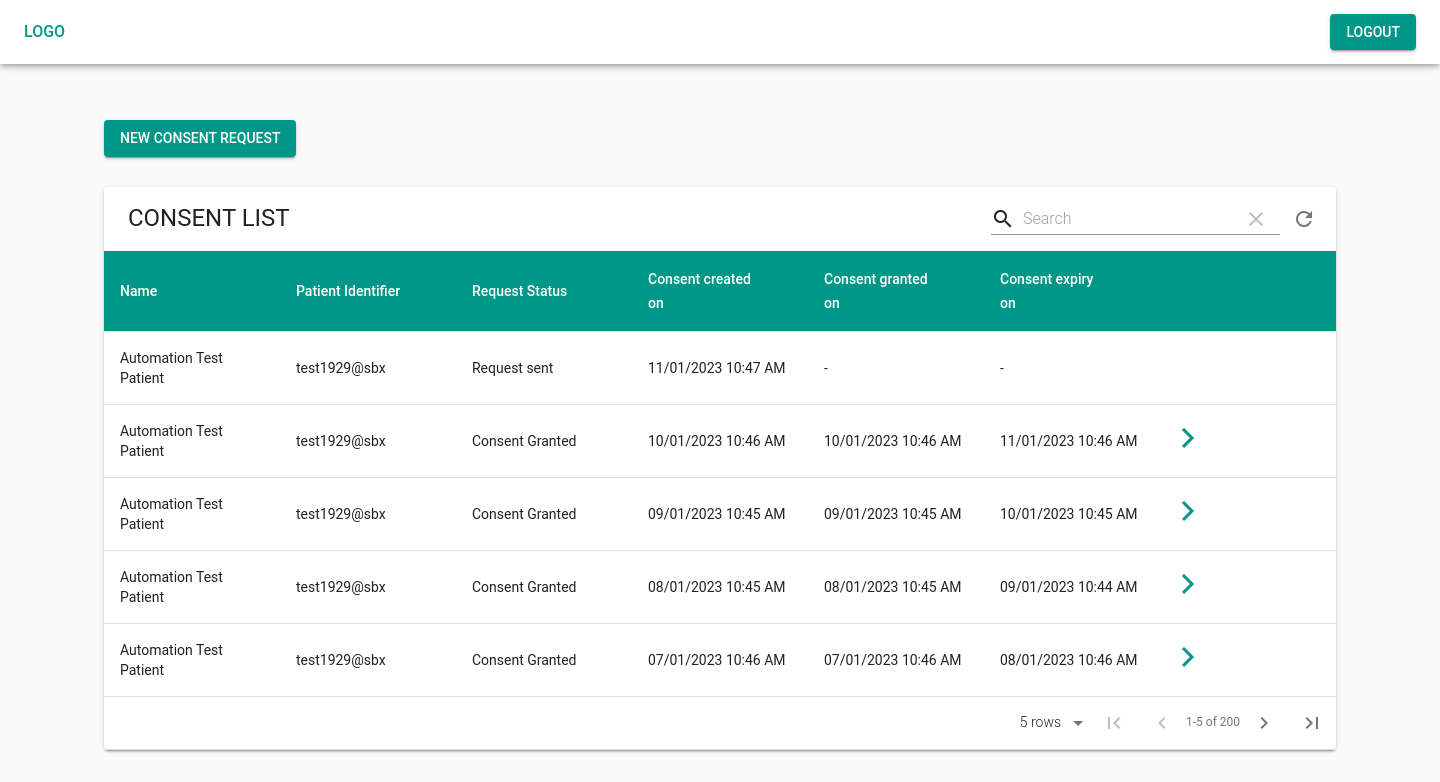 LOGO
LOGOUT
NEW CONSENT REQUEST
CONSENT LIST
Search
Name
Patient Identifier
Request Status
Consent created
on
Consent granted
on
Consent expiry
on
Automation Test
Patient
test1929@sbx
Request sent
11/01/2023 10:47 AM
-
-
Automation Test
Patient
test1929@sbx
Consent Granted
10/01/2023 10:46 AM
10/01/2023 10:46 AM
11/01/2023 10:46 AM
Automation Test
Patient
test1929@sbx
Consent Granted
09/01/2023 10:45 AM
09/01/2023 10:45 AM
10/01/2023 10:45 AM
Automation Test
Patient
test1929@sbx
Consent Granted
08/01/2023 10:45 AM
08/01/2023 10:45 AM
09/01/2023 10:44 AM
Automation Test
Patient
test1929@sbx
Consent Granted
07/01/2023 10:46 AM
07/01/2023 10:46 AM
08/01/2023 10:46 AM
5 rows
1-5 of 200